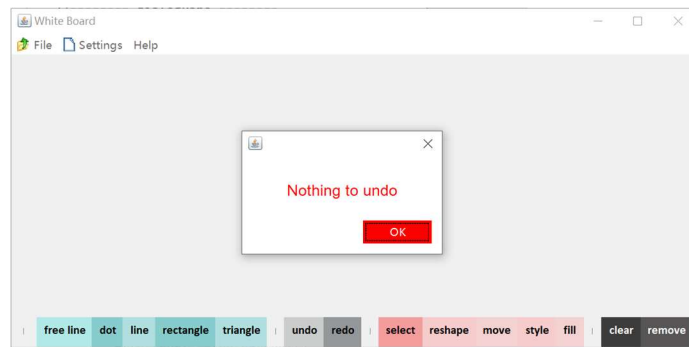 White Board
File Settings Help
Nothing to undo
OK
free line dot line rectangle triangle undo redo select reshape move style fill clear remove